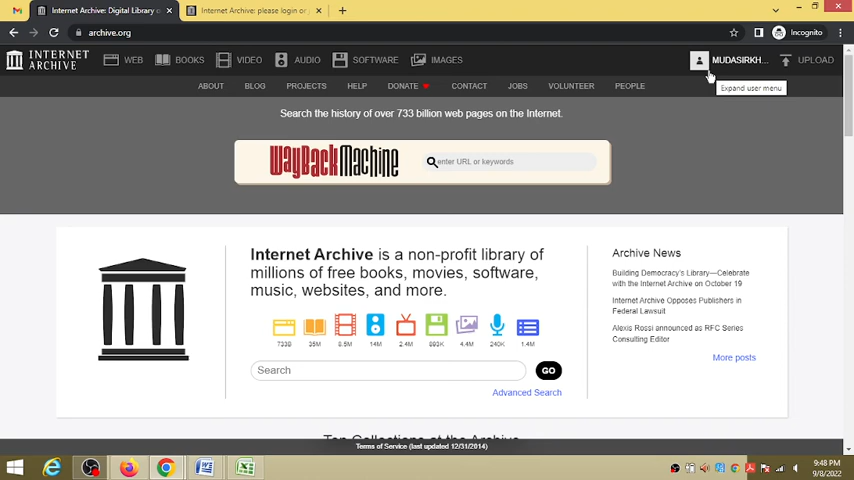 Internet Archive: Digital Library o
Internet Archive: please login or
archive.org
Incognito
INTERNET ARCHIVE
WEB BOOKS VIDEO AUDIO SOFTWARE IMAGES
MUDASIRKH... UPLOAD
Expand user menu
ABOUT BLOG PROJECTS HELP DONATE CONTACT JOBS VOLUNTEER PEOPLE
Search the history of over 733 billion web pages on the Internet.
WayBackMachine
enter URL or keywords
Internet Archive is a non-profit library of
millions of free books, movies, software,
music, websites, and more.
733B 35M 8.5M 14M 2.4M 893K 4.4M 240K 1.4M
Search
GO
Advanced Search
Archive News
Building Democracy's Library—Celebrate
with the Internet Archive on October 19
Internet Archive Opposes Publishers in
Federal Lawsuit
Alexis Rossi announced as RFC Series
Consulting Editor
More posts
Top Collections at the Archive
Terms of Service (last updated 12/31/2014)
9:48 PM
9/8/2022